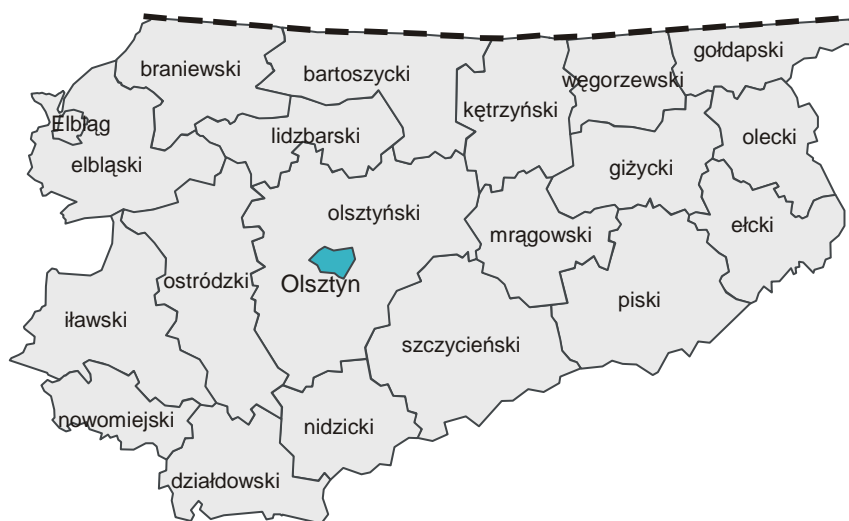 gołdapski
braniewski
bartoszycki
węgorzewski
kętrzyński
Elbląg
lidzbarski
olecki
elbląski
giżycki
olsztyński
mrągowski
ełcki
ostródzki
Olsztyn
iławski
piski
szczycieński
nowomiejski
nidzicki
działdowski